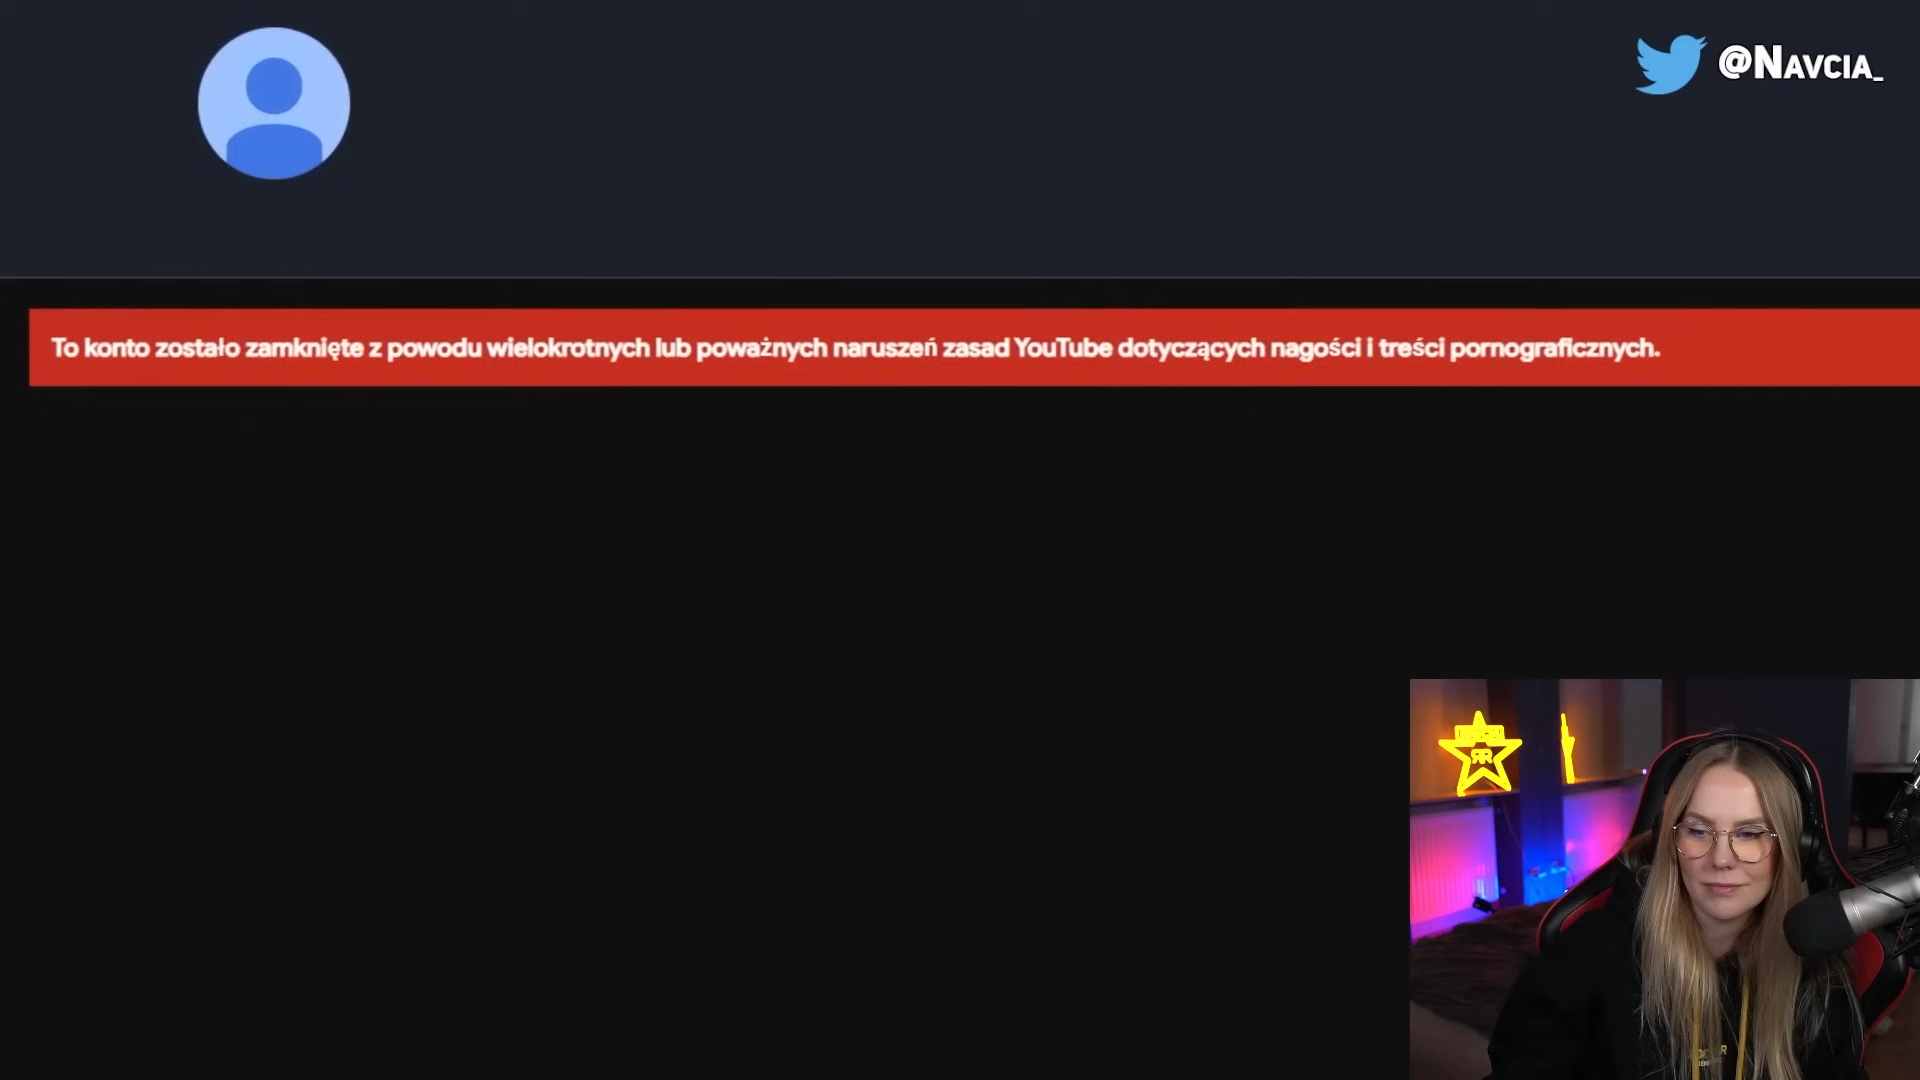 @Navcia_
To konto zostało zamknięte z powodu wielokrotnych lub poważnych naruszeń zasad YouTube dotyczących nagości i treści pornograficznych.